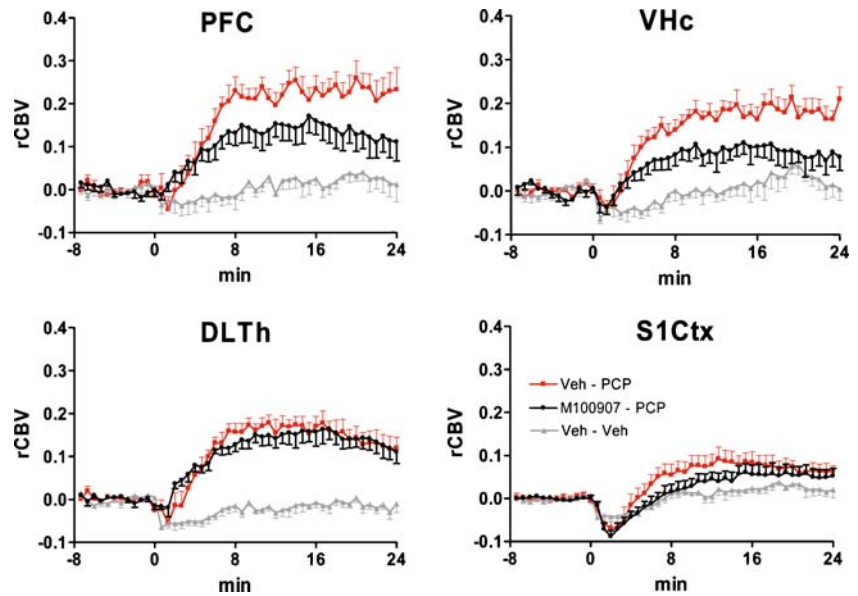 PFC
0.4
0.3
0.2
0.1
0.0
-0.1
rCBV
-8 0 8 16 24
min
VHc
0.4
0.3
0.2
0.1
0.0
-0.1
rCBV
-8 0 8 16 24
min
DLTh
0.4
0.3
0.2
0.1
0.0
-0.1
rCBV
-8 0 8 16 24
min
S1Ctx
0.4
0.3
0.2
0.1
0.0
-0.1
rCBV
Veh - PCP
M100907 - PCP
Veh - Veh
-8 0 8 16 24
min